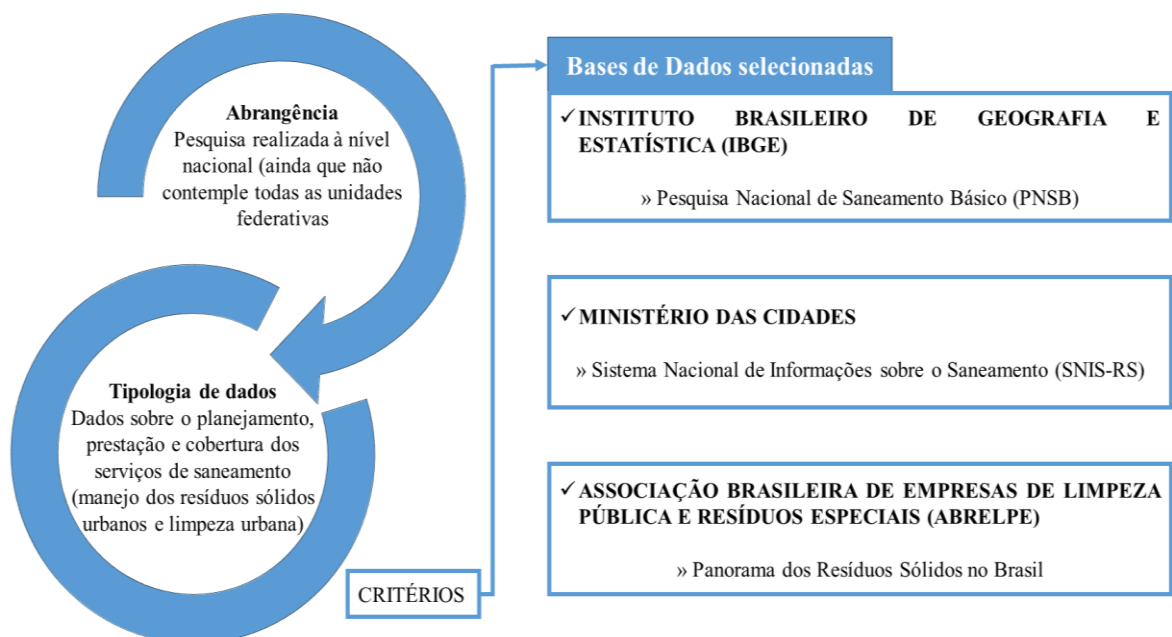 Abrangência
Pesquisa realizada à nível
nacional (ainda que não
contemple todas as unidades
federativas
Tipologia de dados
Dados sobre o planejamento,
prestação e cobertura dos
serviços de saneamento
(manejo dos resíduos sólidos
urbanos e limpeza urbana)
CRITÉRIOS
Bases de Dados selecionadas
✓INSTITUTO BRASILEIRO DE GEOGRAFIA E
ESTATÍSTICA (IBGE)
» Pesquisa Nacional de Saneamento Básico (PNSB)
✓MINISTÉRIO DAS CIDADES
» Sistema Nacional de Informações sobre o Saneamento (SNIS-RS)
✓ASSOCIAÇÃO BRASILEIRA DE EMPRESAS DE LIMPEZA
PÚBLICA E RESÍDUOS ESPECIAIS (ABRELPE)
» Panorama dos Resíduos Sólidos no Brasil